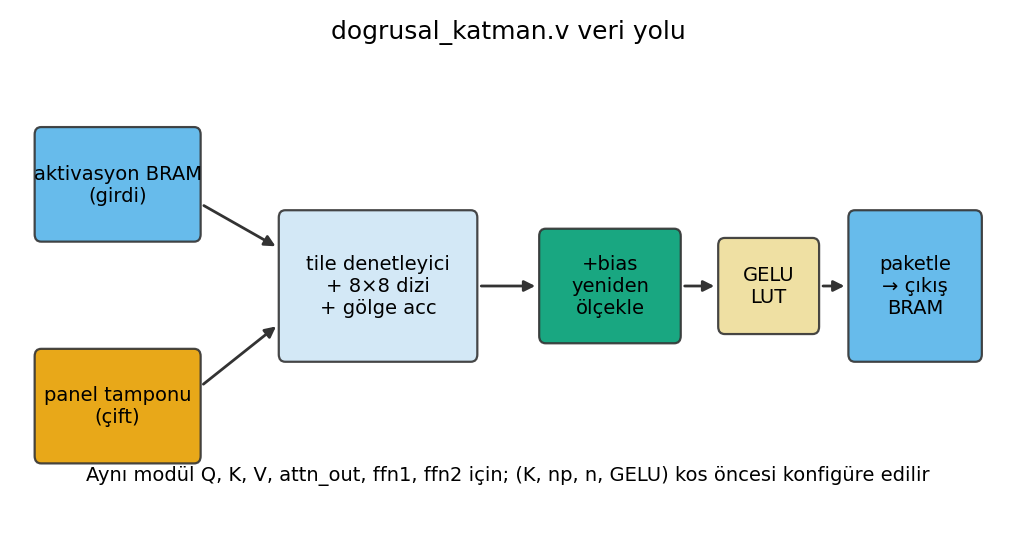 dogrusal_katman.v veri yolu
aktivasyon BRAM
(girdi)
panel tamponu
(çift)
tile denetleyici
+ 8×8 dizi
+ gölge acc
+bias
yeniden
ölçekle
GELU
LUT
paketle
→ çıkış
BRAM
Aynı modül Q, K, V, attn_out, ffn1, ffn2 için; (K, np, n, GELU) kos öncesi konfigüre edilir